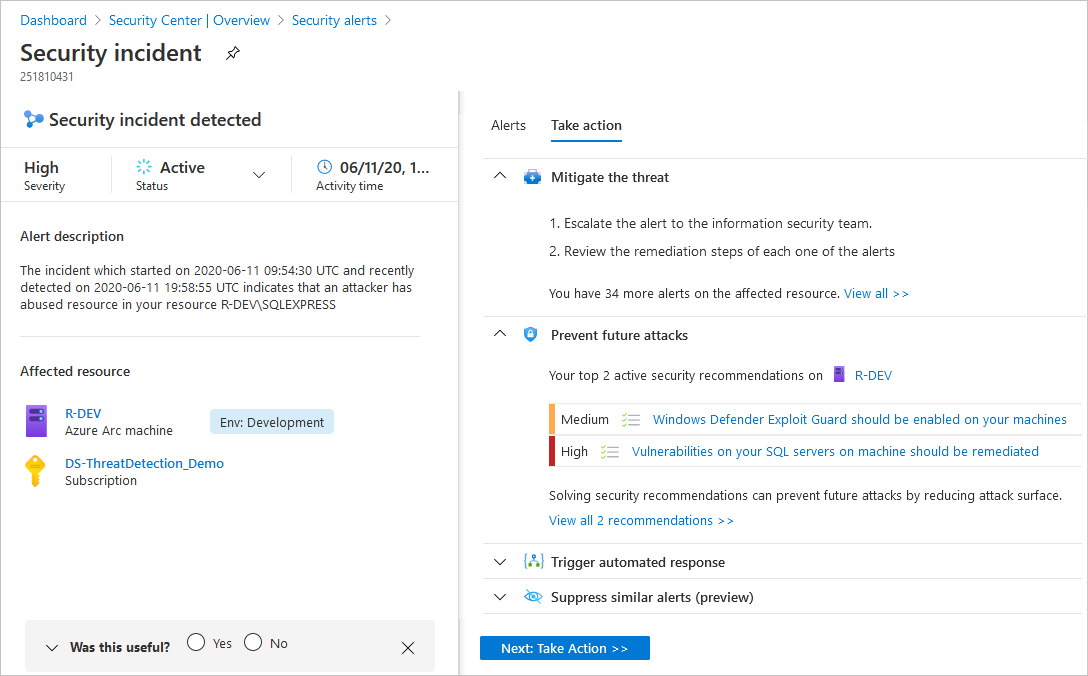 Dashboard > Security Center | Overview > Security alerts >
Security incident
251810431
Security incident detected
High
Severity
Active
Status
06/11/20, 1...
Activity time
Alert description
The incident which started on 2020-06-11 09:54:30 UTC and recently
detected on 2020-06-11 19:58:55 UTC indicates that an attacker has
abused resource in your resource R-DEV\SQLEXPRESS
Affected resource
R-DEV
Azure Arc machine
Env: Development
DS-ThreatDetection_Demo
Subscription
Was this useful? Yes No
Alerts Take action
Mitigate the threat
1. Escalate the alert to the information security team.
2. Review the remediation steps of each one of the alerts
You have 34 more alerts on the affected resource. View all >>
Prevent future attacks
Your top 2 active security recommendations on R-DEV
Medium Windows Defender Exploit Guard should be enabled on your machines
High Vulnerabilities on your SQL servers on machine should be remediated
Solving security recommendations can prevent future attacks by reducing attack surface.
View all 2 recommendations >>
Trigger automated response
Suppress similar alerts (preview)
Next: Take Action >>